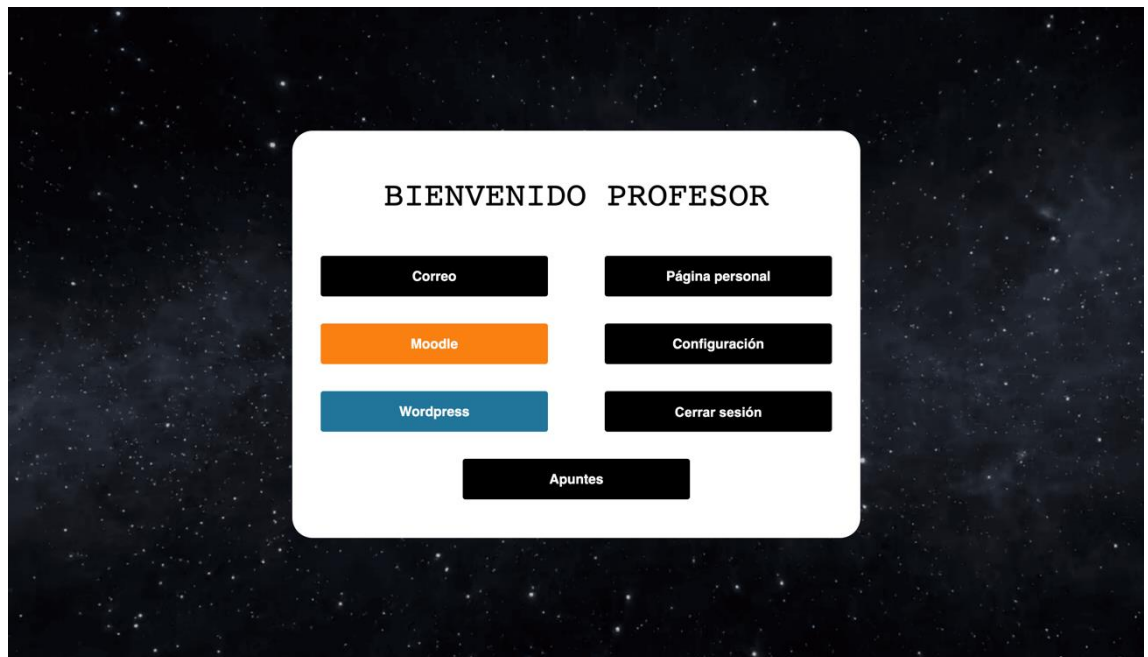 BIENVENIDO PROFESOR
Correo
Página personal
Moodle
Configuración
Wordpress
Cerrar sesión
Apuntes